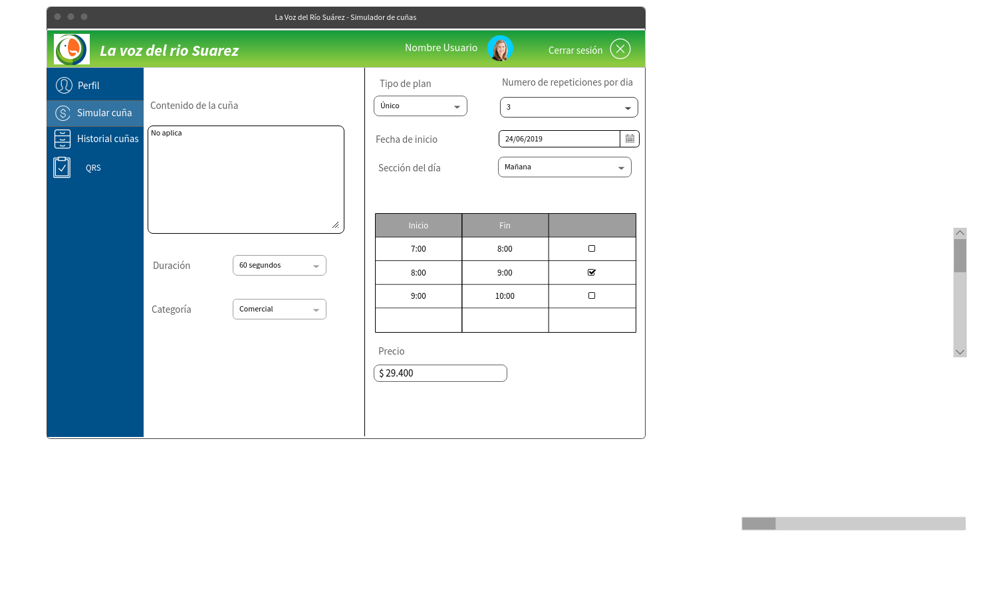 La Voz del Río Suárez - Simulador de cuñas
La voz del rio Suarez
Nombre Usuario
Cerrar sesión
Perfil
Simular cuña
Historial cuñas
QRS
Contenido de la cuña
No aplica
Duración
60 segundos
Categoría
Comercial
Tipo de plan
Numero de repeticiones por dia
Único
3
Fecha de inicio
24/06/2019
Sección del día
Mañana
Inicio Fin
7:00 8:00
8:00 9:00
9:00 10:00
Precio
$ 29.400